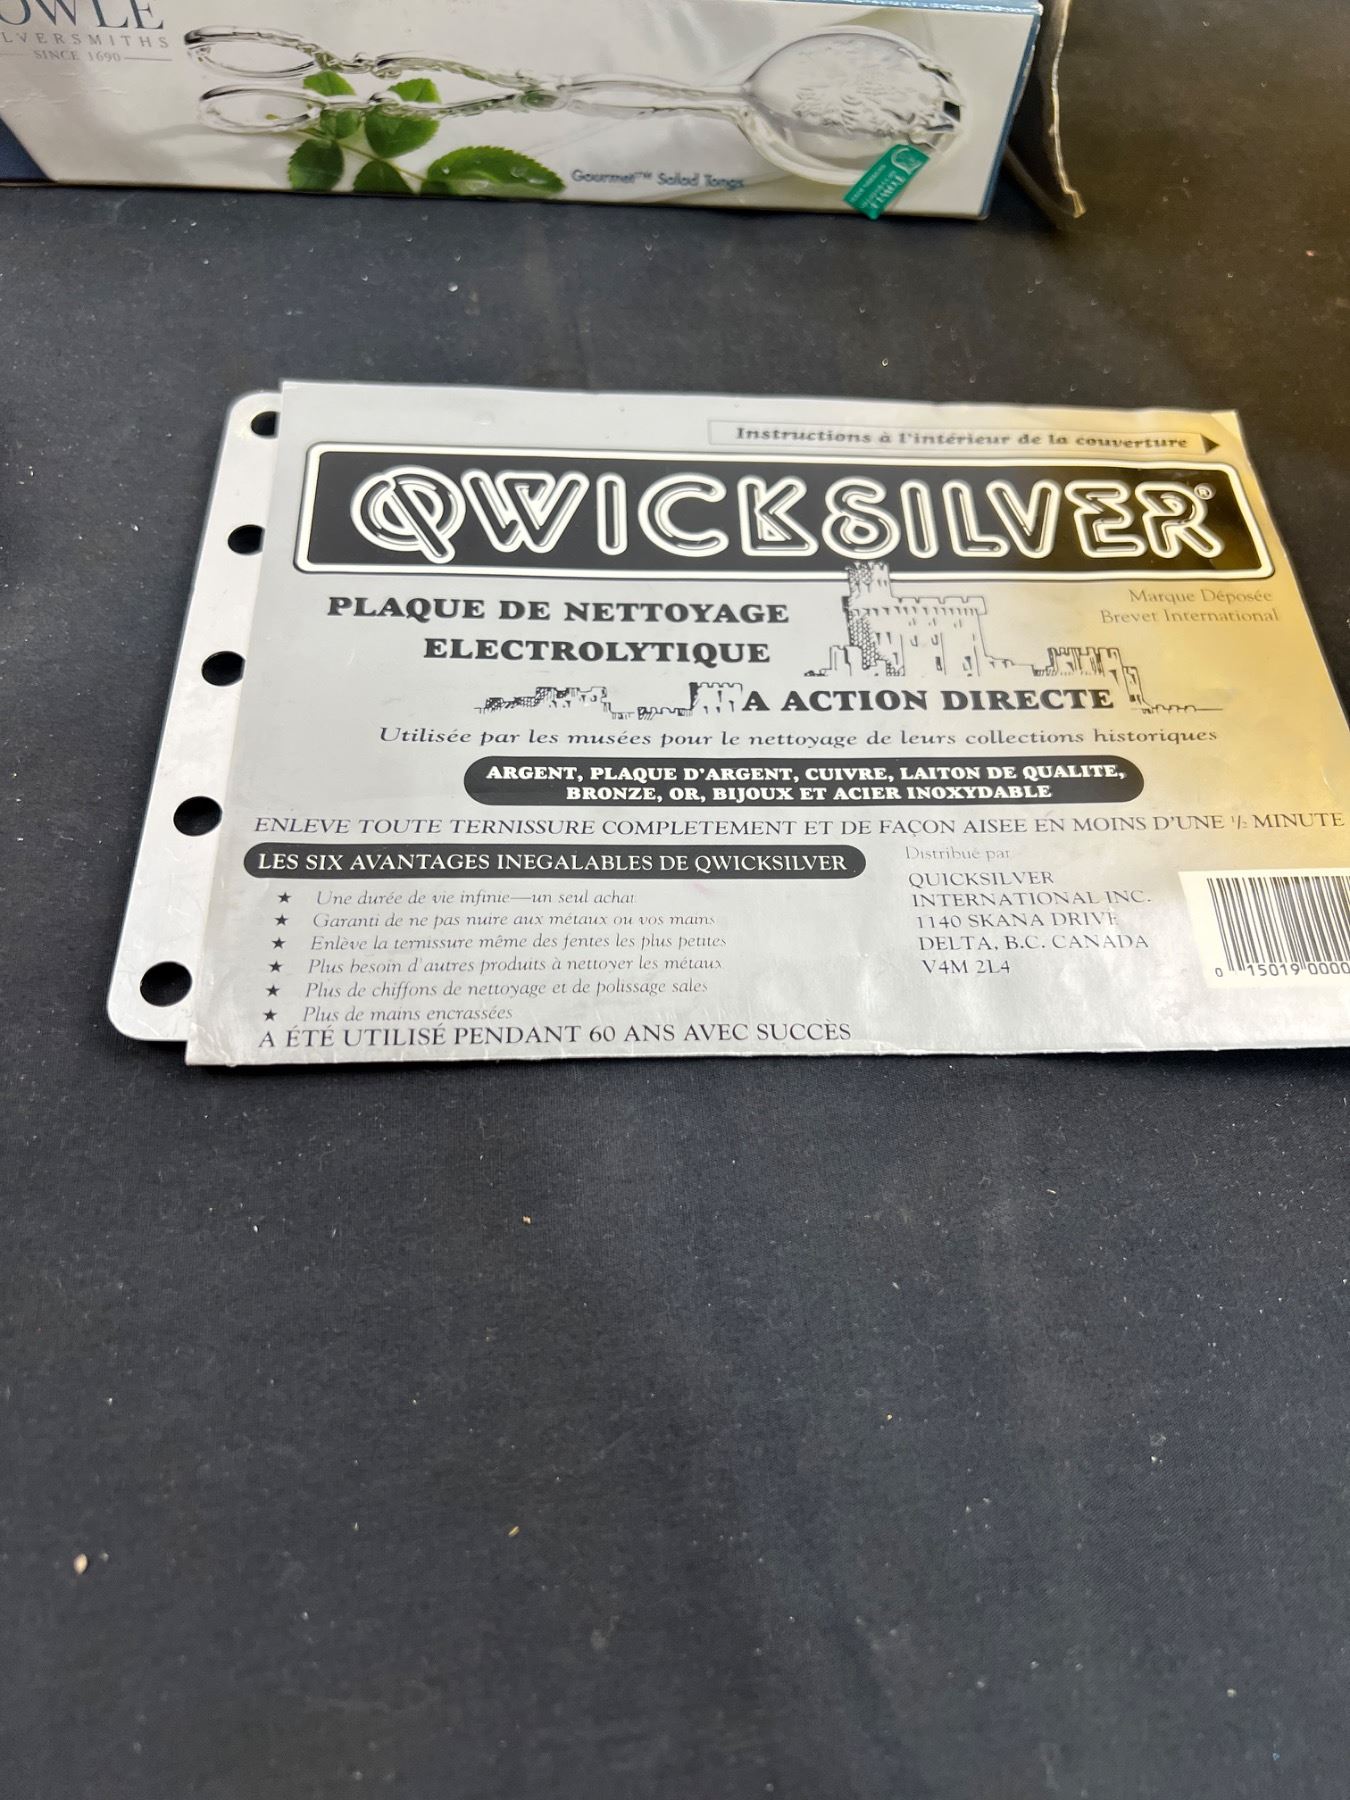 OWLE
LVERSMITHS
SINCE 1690
Gourmet™ Salad Tongs
TOWLE
Instructions à l'intérieur de la couverture
QWICKSILVER®
Marque Déposée
Brevet International
PLAQUE DE NETTOYAGE
ELECTROLYTIQUE
A ACTION DIRECTE
Utilisée par les musées pour le nettoyage de leurs collections historiques
ARGENT, PLAQUE D'ARGENT, CUIVRE, LAITON DE QUALITE,
BRONZE, OR, BIJOUX ET ACIER INOXYDABLE
ENLEVE TOUTE TERNISSURE COMPLETEMENT ET DE FAÇON AISEE EN MOINS D'UNE ½ MINUTE
LES SIX AVANTAGES INEGALABLES DE QWICKSILVER
★ Une durée de vie infinie—un seul achat
★ Garanti de ne pas nuire aux métaux ou vos mains
★ Enlève la ternissure même des fentes les plus petites
★ Plus besoin d'autres produits à nettoyer les métaux
★ Plus de chiffons de nettoyage et de polissage sales
★ Plus de mains encrassées
A ÉTÉ UTILISÉ PENDANT 60 ANS AVEC SUCCÈS
Distribué par
QUICKSILVER
INTERNATIONAL INC.
1140 SKANA DRIVE
DELTA, B.C. CANADA
V4M 2L4
0 15019 0000